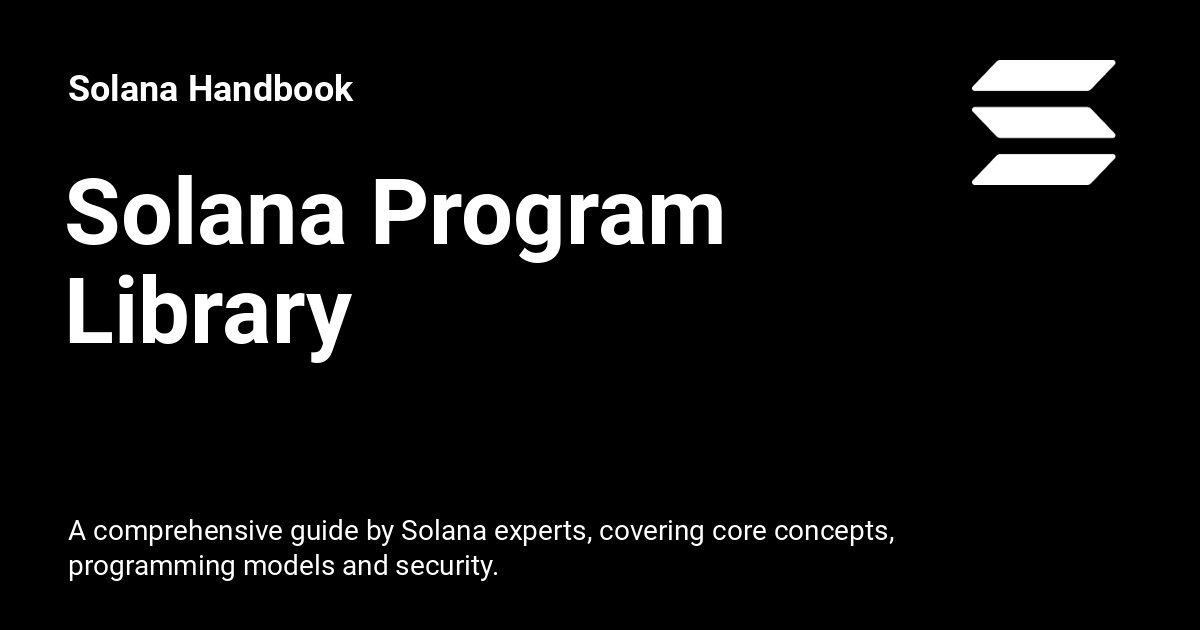 Solana Handbook
Solana Program
Library
A comprehensive guide by Solana experts, covering core concepts,
programming models and security.